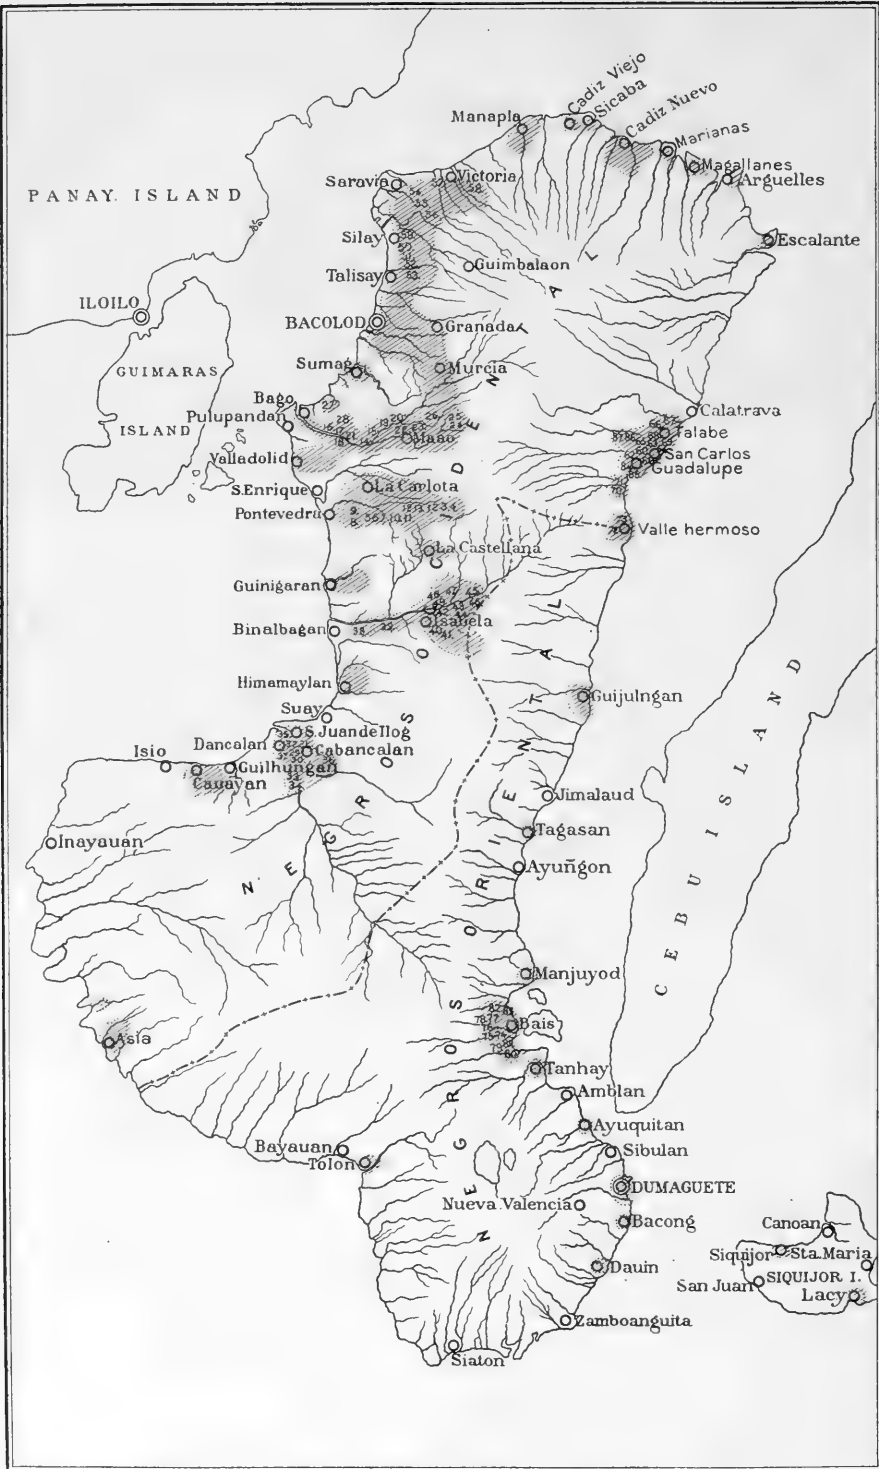 Cadiz Viejo
Sicaba
Cadiz Nuevo
Manapla
Marianas
Magallanes
Arguelles
Saravia
Victoria
PANAY. ISLAND
Silay
Escalante
Guimbalaon
Talisay
ILOILO
BACOLOD
Granada
GUIMARAS
ISLAND
Sumag
Murcia
Bago
Pulupandan
Calatrava
Talabe
Maao
San Carlos
Valladolid
Guadalupe
S.Enrique
La Carlota
Pontevedra
Valle hermoso
La Castellana
Guinigaran
Binalbagan
Isabela
Himamaylan
Guijulngan
Suay
S.JuandeIlog
Dancalan
Cabancalan
Isio
Guilhungan
Cauayan
Jimalaud
Tagasan
Inayauan
Ayuñgon
NEGROS OCCIDENTAL
NEGROS ORIENTAL
CEBU ISLAND
Manjuyod
Bais
Asia
Tanhay
Amblan
Ayuquitan
Bayauan
Sibulan
Tolon
DUMAGUETE
Nueva Valencia
Bacong
Canoan
Siquijor
Sta.Maria
Dauin
San Juan
SIQUIJOR I.
Lacy
Zamboanguita
Siaton